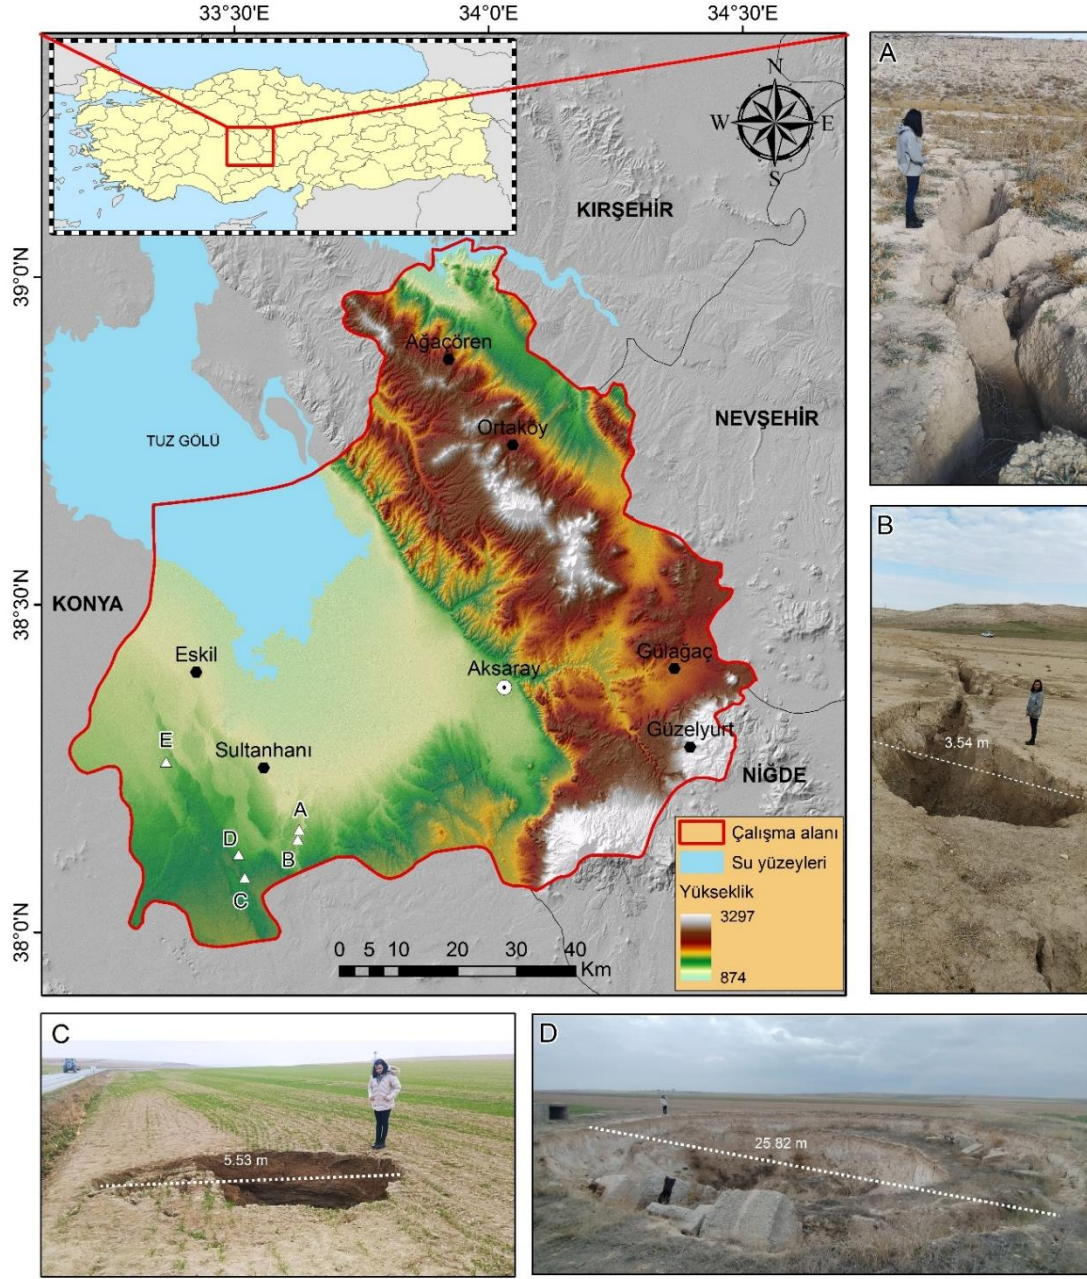 33°30'E
34°0'E
34°30'E
A
N
W
E
S
KIRŞEHİR
39°0'N
Ağaçören
NEVŞEHİR
Ortaköy
TUZ GÖLÜ
B
38°30'N
KONYA
Eskil
Aksaray
Gülağaç
Güzelyurt
3.54 m
E
Sultanhanı
NİĞDE
A
D
B
C
Çalışma alanı
Su yüzeyleri
Yükseklik
3297
874
38°0'N
0 5 10 20 30 40
Km
C
D
5.53 m
25.82 m